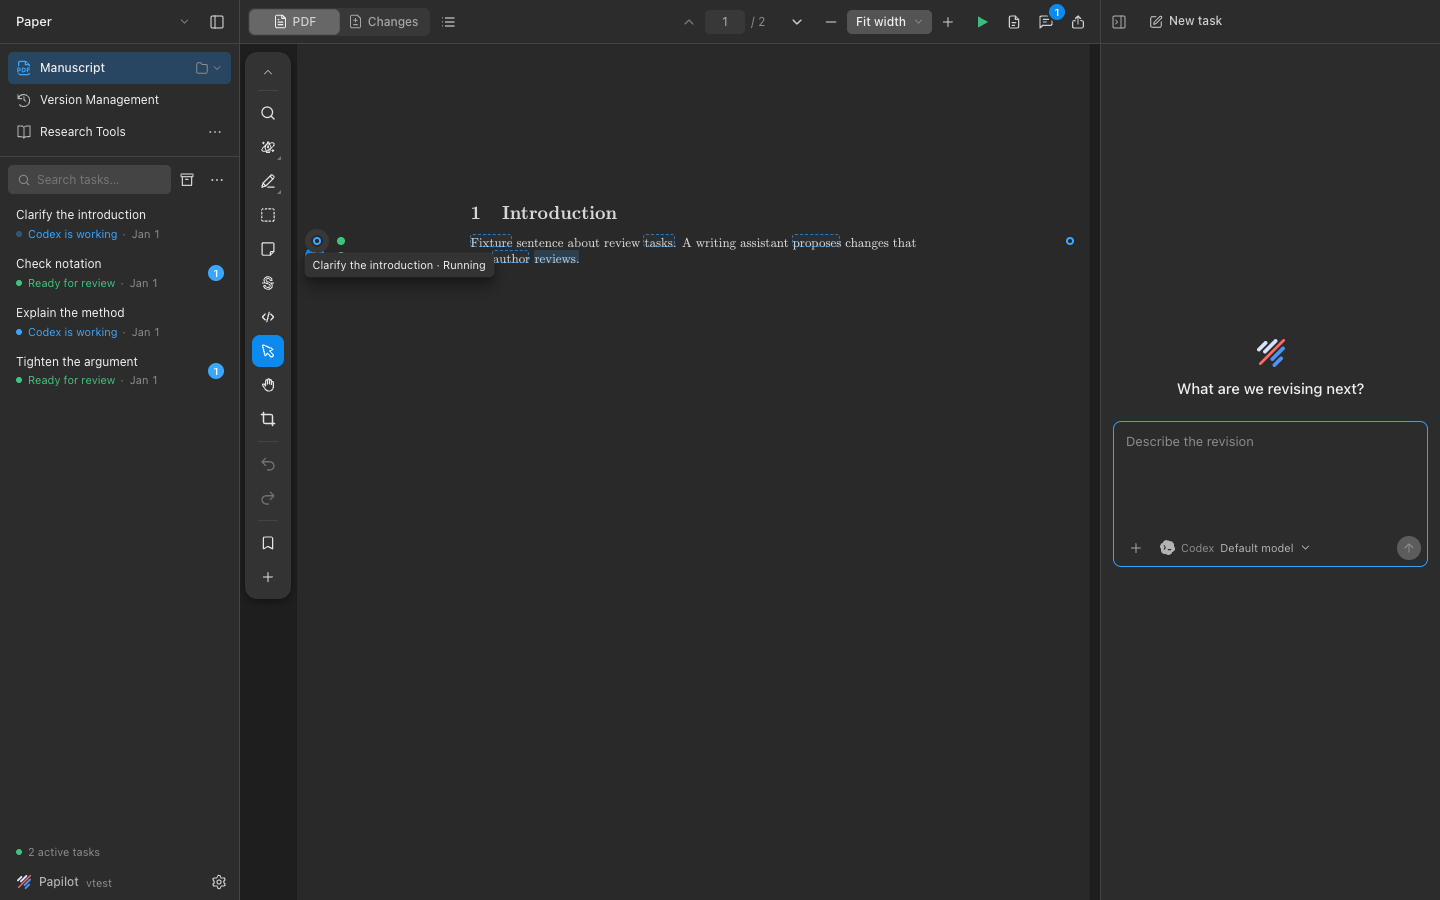 Paper
PDF
Changes
1 / 2
Fit width
1
New task
Manuscript
Version Management
Research Tools
Search tasks...
Clarify the introduction
Codex is working · Jan 1
Check notation
Ready for review · Jan 1
1
Explain the method
Codex is working · Jan 1
Tighten the argument
Ready for review · Jan 1
1
1 Introduction
Fixture sentence about review tasks. A writing assistant proposes changes that
author reviews.
Clarify the introduction · Running
What are we revising next?
Describe the revision
Codex Default model
2 active tasks
Papilot vtest